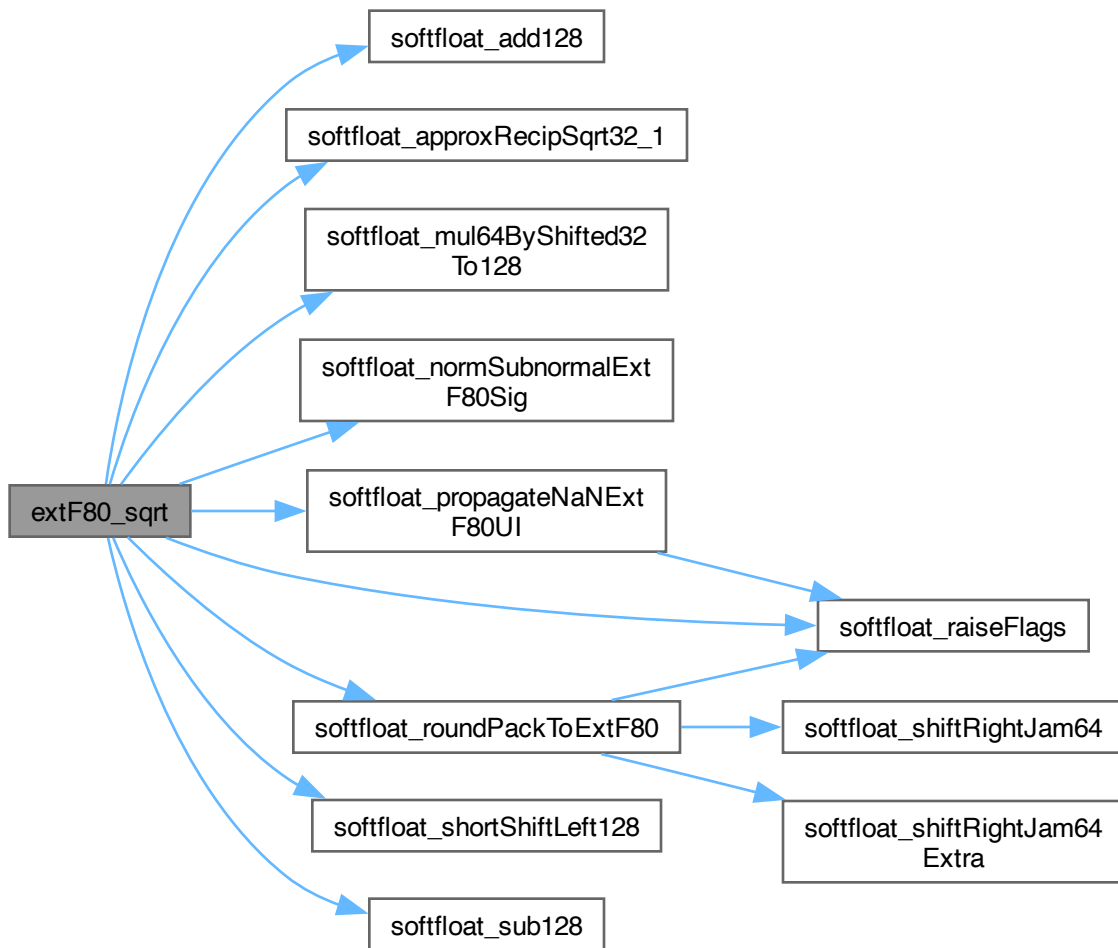 softfloat_add128
softfloat_approxRecipSqrt32_1
softfloat_mul64ByShifted32
To128
softfloat_normSubnormalExt
F80Sig
extF80_sqrt
softfloat_propagateNaNExt
F80UI
softfloat_raiseFlags
softfloat_roundPackToExtF80
softfloat_shiftRightJam64
softfloat_shortShiftLeft128
softfloat_shiftRightJam64
Extra
softfloat_sub128